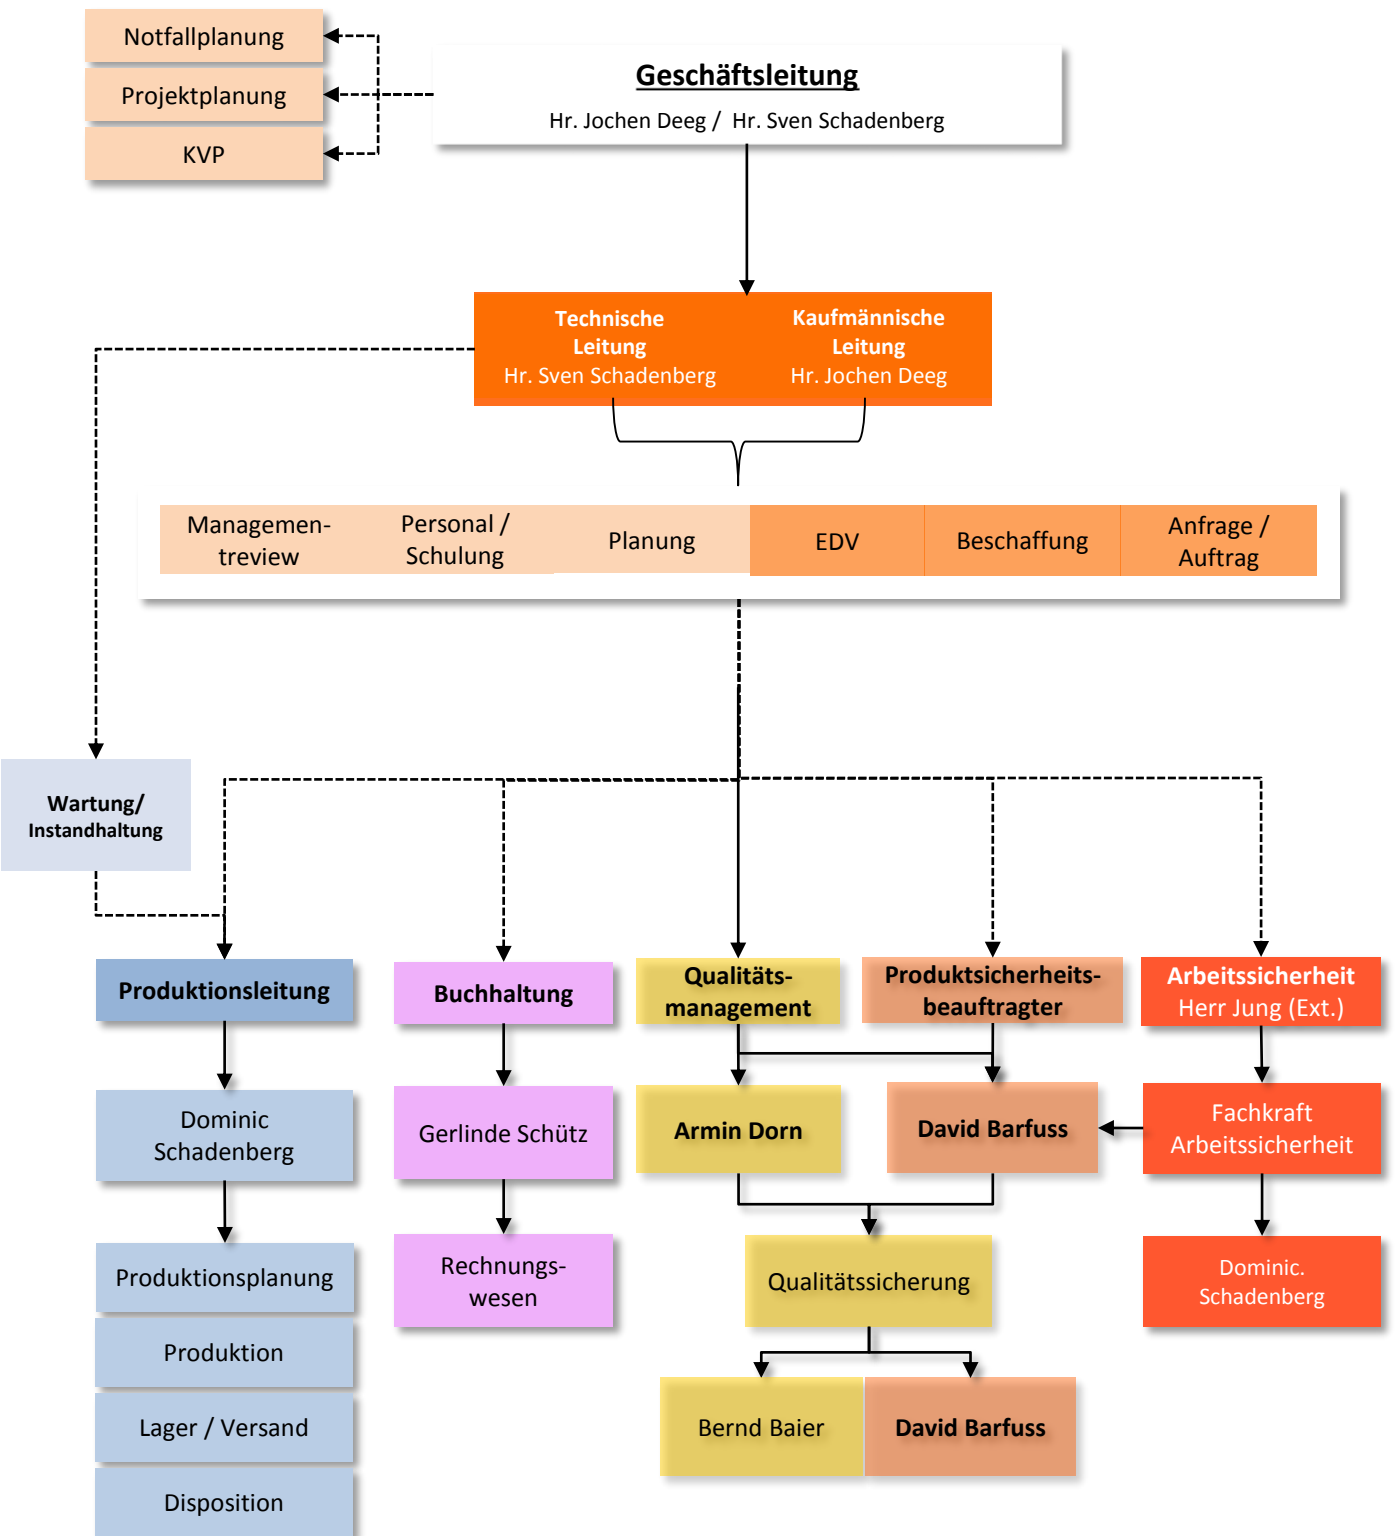 Notfallplanung
Projektplanung
KVP
Geschäftsleitung
Hr. Jochen Deeg / Hr. Sven Schadenberg
Technische
Leitung
Hr. Sven Schadenberg
Kaufmännische
Leitung
Hr. Jochen Deeg
Managemen-
treview
Personal /
Schulung
Planung
EDV
Beschaffung
Anfrage /
Auftrag
Wartung/
Instandhaltung
Produktionsleitung
Buchhaltung
Qualitäts-
management
Produktsicherheits-
beauftragter
Arbeitssicherheit
Herr Jung (Ext.)
Dominic
Schadenberg
Gerlinde Schütz
Armin Dorn
David Barfuss
Fachkraft
Arbeitssicherheit
Produktionsplanung
Rechnungs-
wesen
Qualitätssicherung
Dominic.
Schadenberg
Produktion
Lager / Versand
Disposition
Bernd Baier
David Barfuss